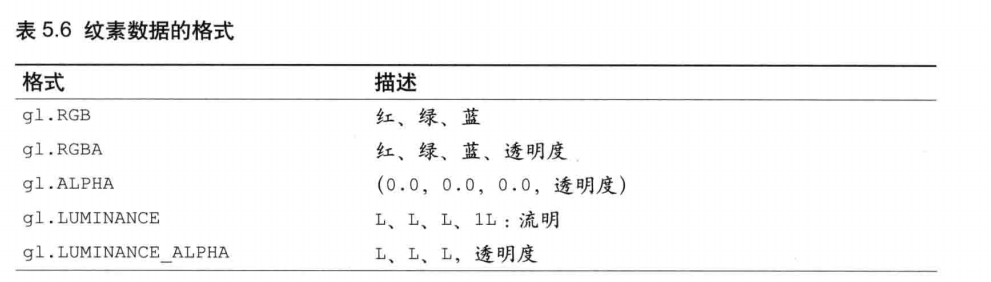 表 5.6 纹素数据的格式
格式 描述
gl.RGB 红、绿、蓝
gl.RGBA 红、绿、蓝、透明度
gl.ALPHA (0.0, 0.0, 0.0, 透明度)
gl.LUMINANCE L、L、L、1L：流明
gl.LUMINANCE_ALPHA L、L、L, 透明度